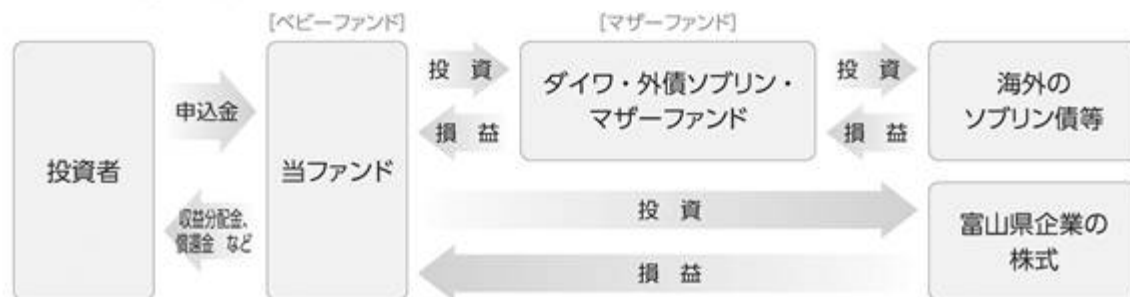 [ベビーファンド]
[マザーファンド]
投資者
申込金
収益分配金、
償還金 など
当ファンド
投 資
損 益
ダイワ・外債ソブリン・
マザーファンド
投 資
損 益
海外の
ソブリン債等
投 資
損 益
富山県企業の
株式